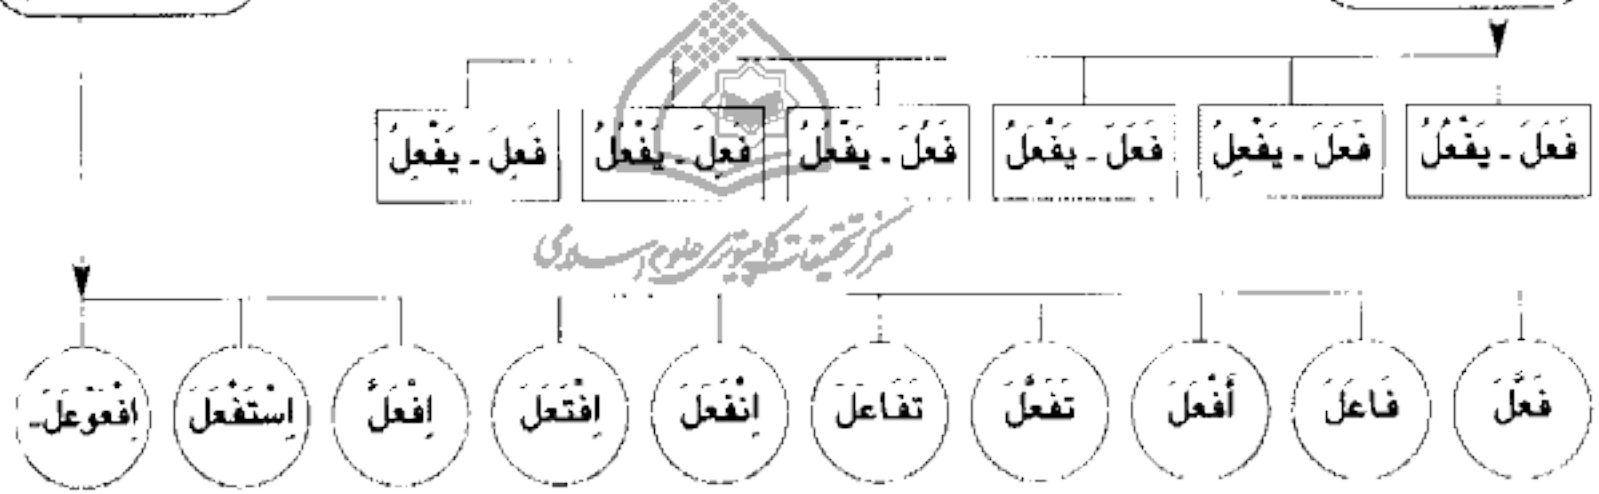 فَعَلَ ـ يَفْعُلُ فَعَلَ ـ يَفْعِلُ فَعَلَ ـ يَفْعَلُ فَعُلَ ـ يَفْعُلُ فَعِلَ ـ يَفْعَلُ فَعِلَ ـ يَفْعِلُ
مرکز تحقیقات کامپیوتری علوم اسلامی
فَعَّلَ فَاعَلَ أَفْعَلَ تَفَعَّلَ تَفَاعَلَ اِنْفَعَلَ اِفْتَعَلَ اِفْعَلَّ اِسْتَفْعَلَ اِفْعَوْعَلَ